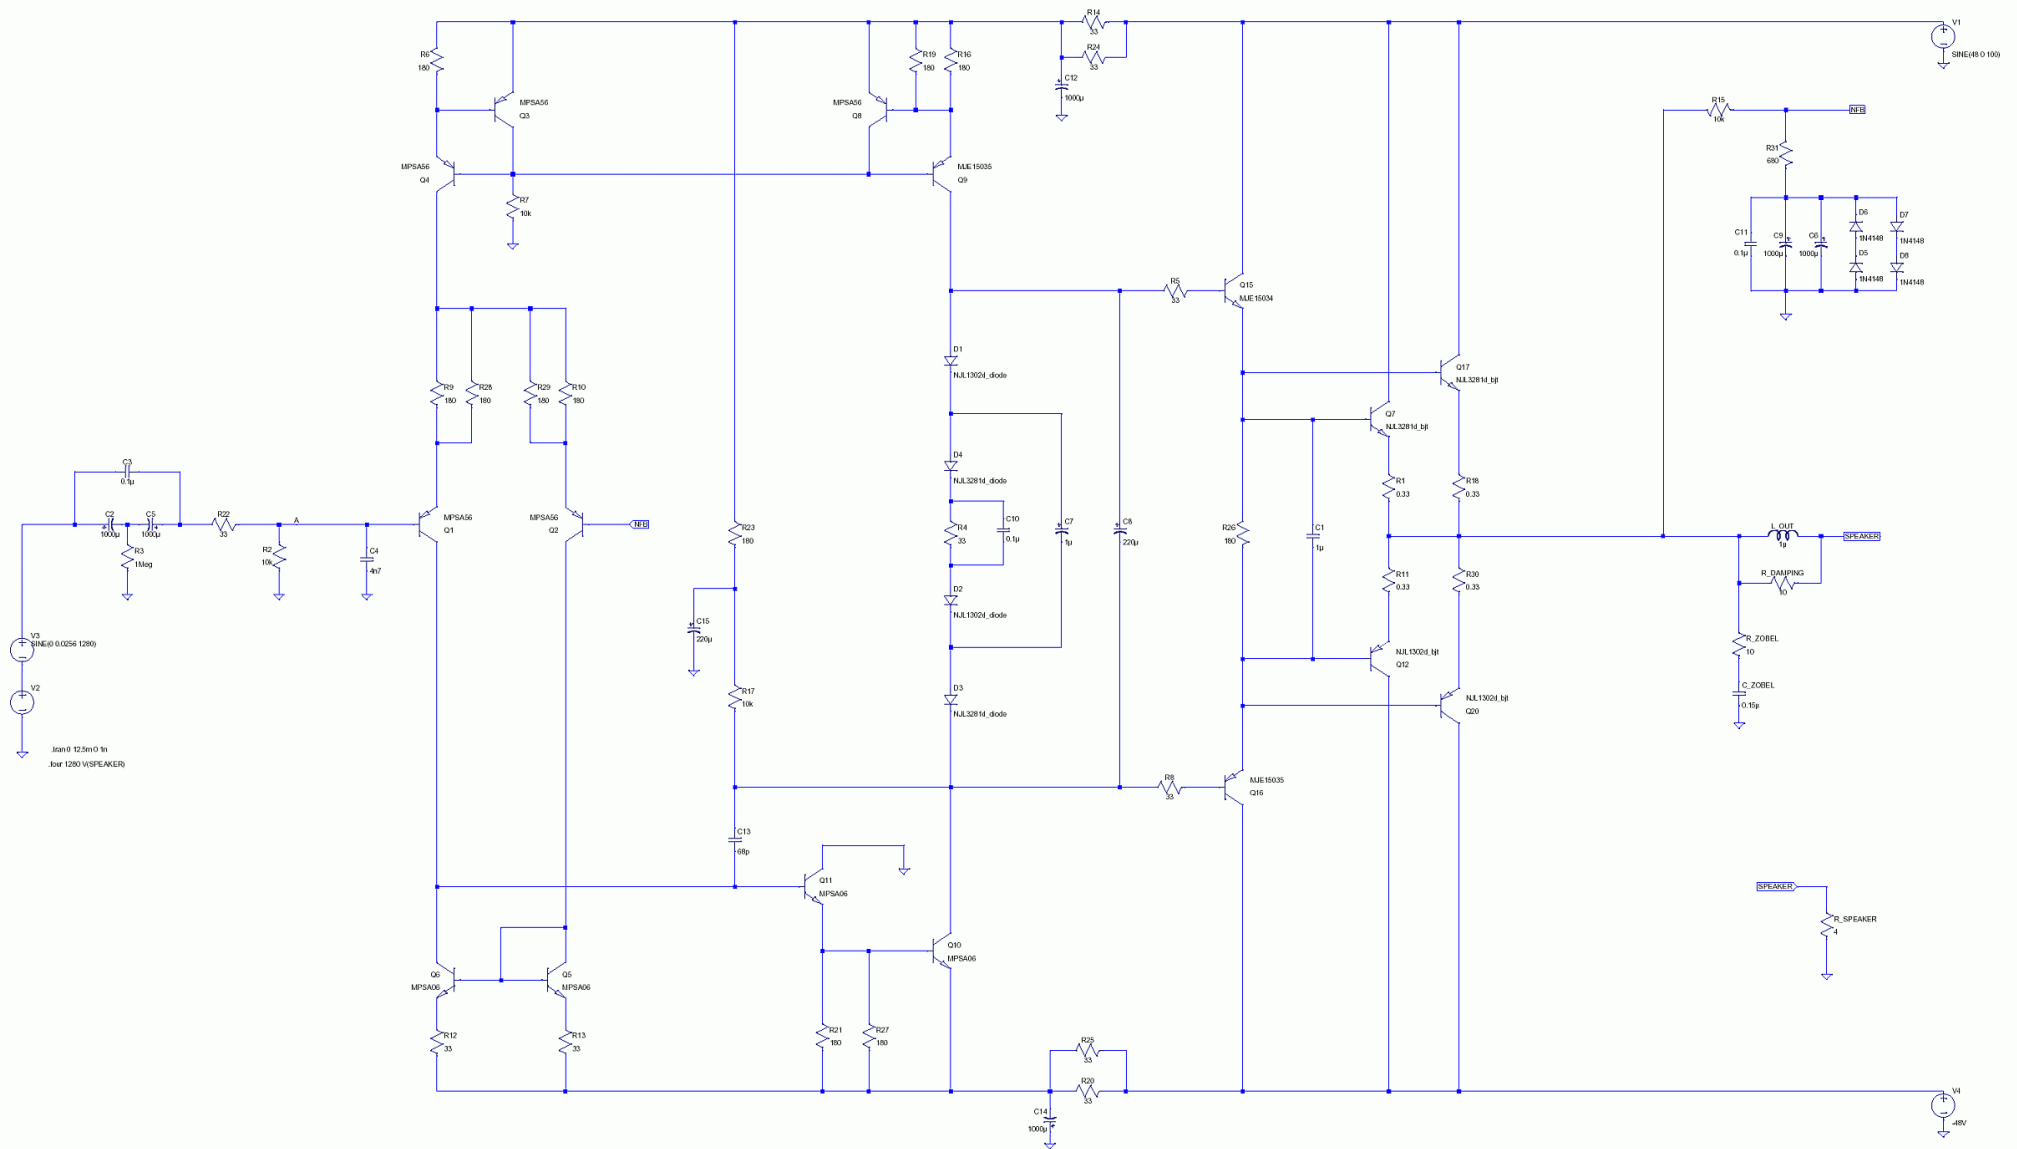 R14
33
R24
33
C12
1000µ
V1
SINE(48 0 100)
R6
180
MPSA56
Q3
MPSA56
Q8
R19
180
R16
180
MPSA56
Q4
MJE15035
Q9
R7
10k
R15
10k
NFB
R31
680
C11
0.1µ
C9
1000µ
C6
1000µ
D6
1N4148
D5
1N4148
D7
1N4148
D8
1N4148
R5
33
Q15
MJE15034
D1
NJL1302d_diode
Q17
NJL3281d_bjt
Q7
NJL3281d_bjt
R9
180
R28
180
R29
180
R10
180
D4
NJL3281d_diode
C3
0.1µ
C2
1000µ
C5
1000µ
R3
1Meg
R22
33
A
R2
10k
C4
4n7
MPSA56
Q1
MPSA56
Q2
NFB
R23
180
R4
33
C10
0.1µ
C7
1µ
C8
220µ
R26
180
C1
1µ
R1
0.33
R18
0.33
R11
0.33
R30
0.33
L_OUT
1µ
SPEAKER
R_DAMPING
10
D2
NJL1302d_diode
C15
220µ
R17
10k
D3
NJL3281d_diode
NJL1302d_bjt
Q12
NJL1302d_bjt
Q20
R_ZOBEL
10
C_ZOBEL
0.15µ
V3
SINE(0 0.0256 1280)
V2
.tran 0 12.5m 0 1n
.four 1280 V(SPEAKER)
R8
33
MJE15035
Q16
C13
68p
Q11
MPSA06
Q10
MPSA06
SPEAKER
R_SPEAKER
4
Q6
MPSA06
Q5
MPSA06
R12
33
R13
33
R21
180
R27
180
R25
33
R20
33
C14
1000µ
V4
-48V